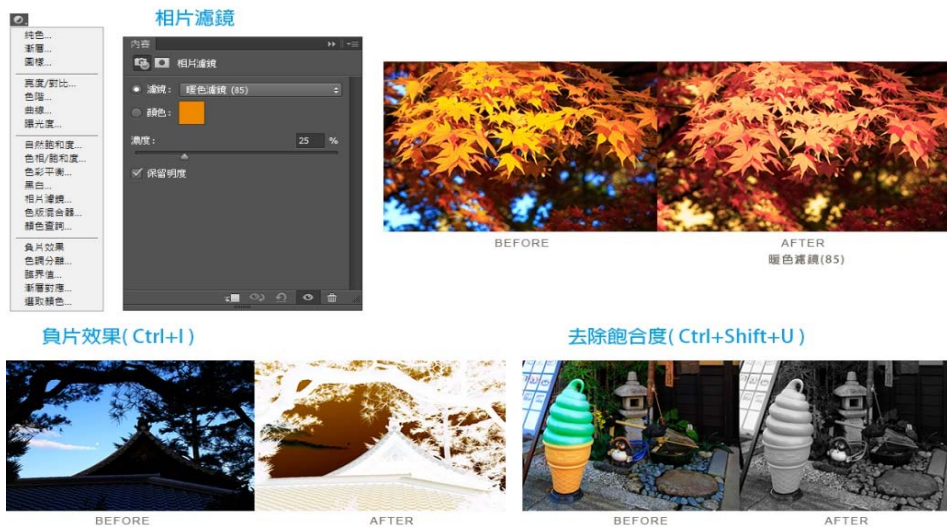 相片濾鏡
純色...
漸層...
圖樣...
亮度/對比...
色階...
曲線...
曝光度...
自然飽和度...
色相/飽和度...
色彩平衡...
黑白...
相片濾鏡...
色版混合器...
顏色查詢...
負片效果
色調分離...
臨界值...
漸層對應...
選取顏色...
內容
相片濾鏡
濾鏡： 暖色濾鏡 (85)
顏色：
濃度： 25 %
保留明度
BEFORE
AFTER
暖色濾鏡(85)
負片效果( Ctrl+I )
BEFORE
AFTER
去除飽合度( Ctrl+Shift+U )
BEFORE
AFTER